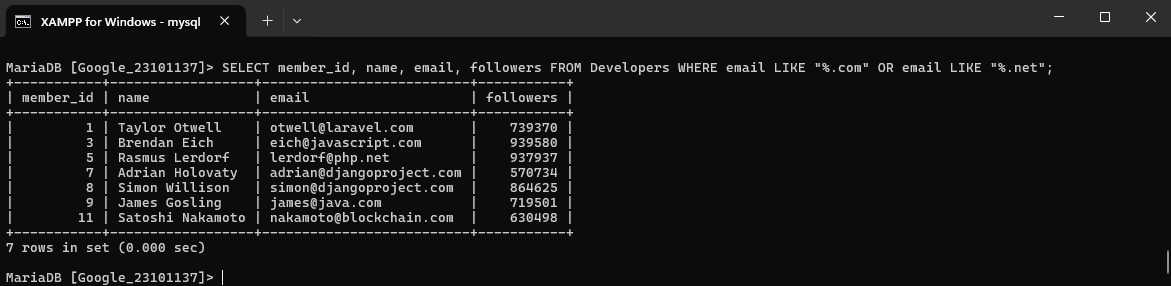 XAMPP for Windows - mysql
MariaDB [Google_23101137]> SELECT member_id, name, email, followers FROM Developers WHERE email LIKE "%.com" OR email LIKE "%.net";
+-----------+------------------+-------------------------+-----------+
| member_id | name             | email                   | followers |
+-----------+------------------+-------------------------+-----------+
|         1 | Taylor Otwell    | otwell@laravel.com      |    739370 |
|         3 | Brendan Eich     | eich@javascript.com     |    939580 |
|         5 | Rasmus Lerdorf   | lerdorf@php.net         |    937937 |
|         7 | Adrian Holovaty  | adrian@djangoproject.com |    570734 |
|         8 | Simon Willison   | simon@djangoproject.com |    864625 |
|         9 | James Gosling    | james@java.com          |    719501 |
|        11 | Satoshi Nakamoto | nakamoto@blockchain.com |    630498 |
+-----------+------------------+-------------------------+-----------+
7 rows in set (0.000 sec)
MariaDB [Google_23101137]>